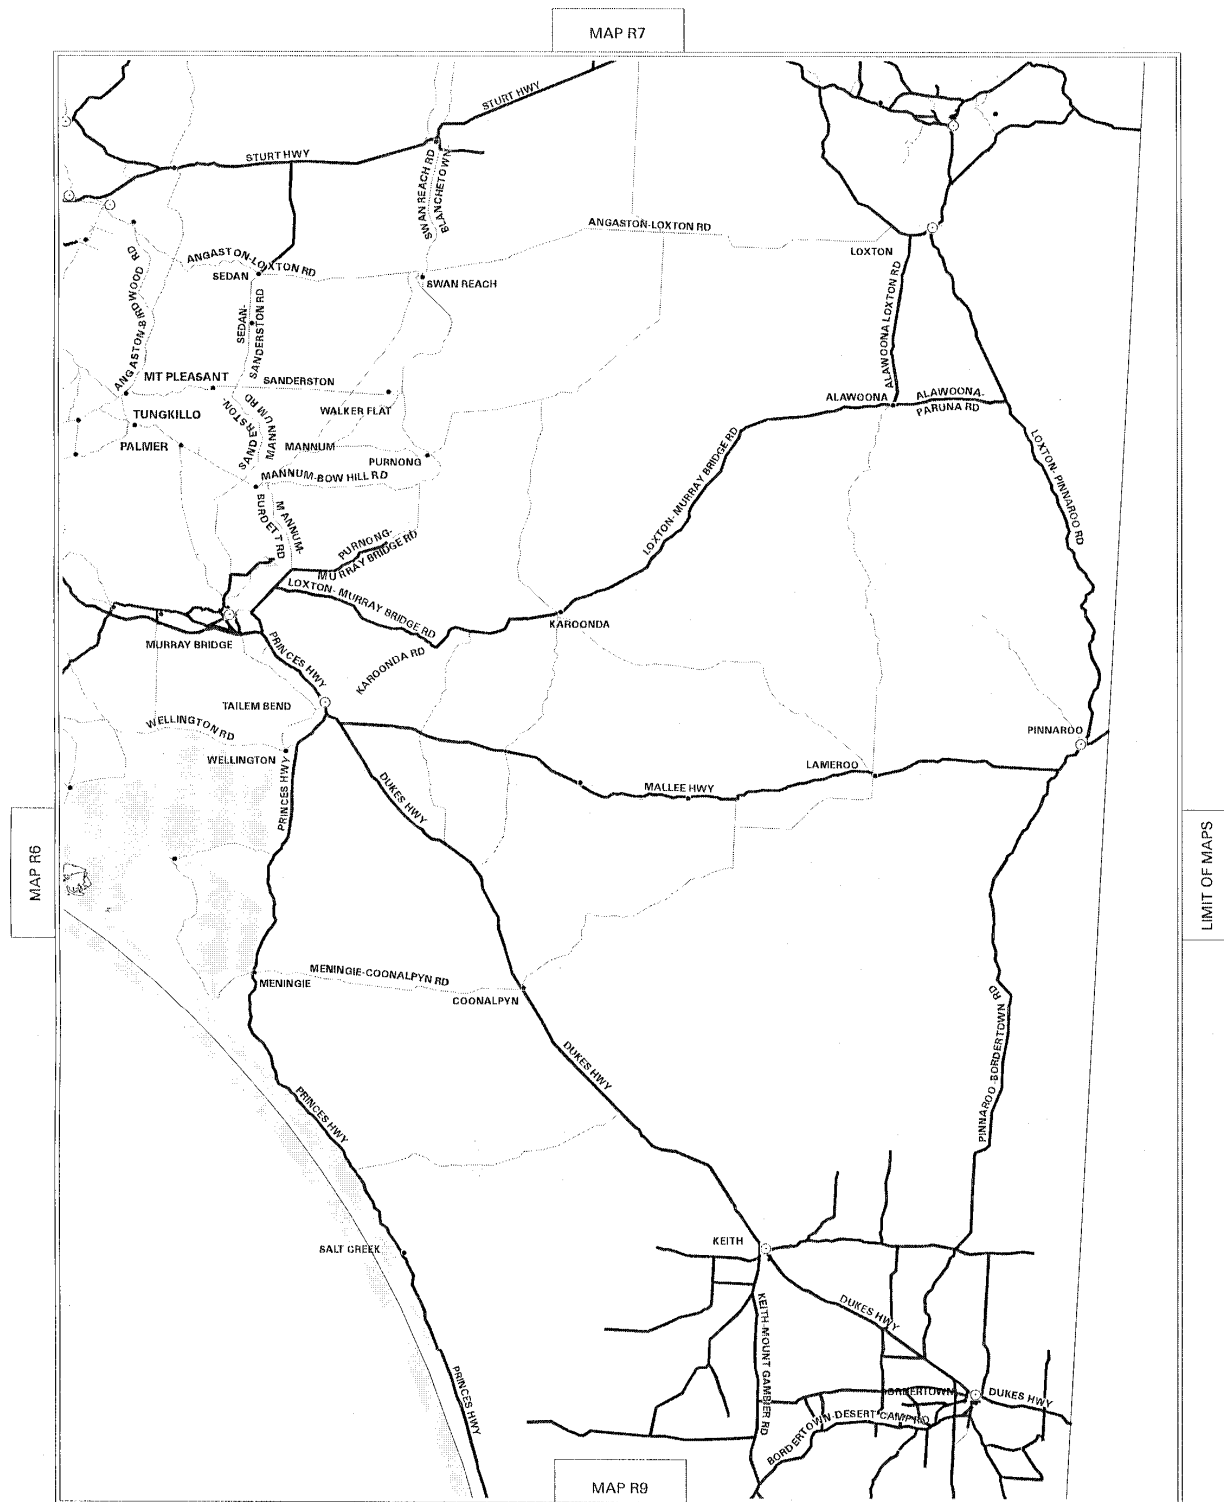 MAP R7
STURT HWY
STURT HWY
SWAN REACH RD
BLANCHETOWN
ANGASTON-LOXTON RD
LOXTON
ANGASTON-LOXTON RD
SEDAN
SWAN REACH
ANGASTON-BIRDWOOD RD
SEDAN-
SANDERSTON RD
ALAWOONA LOXTON RD
MT PLEASANT
SANDERSTON
WALKER FLAT
ALAWOONA
ALAWOONA-
PARUNA RD
TUNGKILLO
PALMER
SANDERSTON-
MANNUM RD
MANNUM
PURNONG
MANNUM-BOW HILL RD
LOXTON-MURRAY BRIDGE RD
LOXTON-PINNAROO RD
MANNUM-
BURDETT RD
PURNONG-
MURRAY BRIDGE RD
LOXTON-MURRAY BRIDGE RD
KAROONDA
MURRAY BRIDGE
PRINCES HWY
KAROONDA RD
TAILEM BEND
WELLINGTON RD
WELLINGTON
PINNAROO
LAMEROO
MALLEE HWY
PRINCES HWY
DUKES HWY
MAP R6
LIMIT OF MAPS
MENINGIE-COONALPYN RD
MENINGIE
COONALPYN
PINNAROO-BORDERTOWN RD
DUKES HWY
PRINCES HWY
SALT CREEK
KEITH
KEITH-MOUNT GAMBIER RD
DUKES HWY
PRINCES HWY
BORDERTOWN
DUKES HWY
BORDERTOWN-DESERT CAMP RD
MAP R9